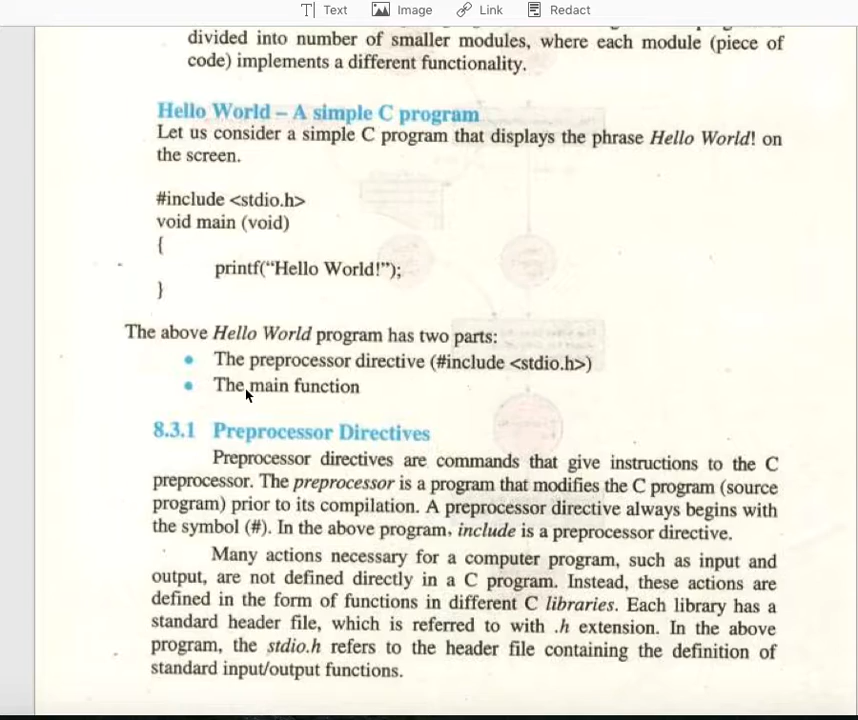 Text Image Link Redact
divided into number of smaller modules, where each module (piece of
code) implements a different functionality.
Hello World – A simple C program
Let us consider a simple C program that displays the phrase Hello World! on
the screen.
#include <stdio.h>
void main (void)
{
printf(“Hello World!”);
}
The above Hello World program has two parts:
• The preprocessor directive (#include <stdio.h>)
• The main function
8.3.1 Preprocessor Directives
Preprocessor directives are commands that give instructions to the C
preprocessor. The preprocessor is a program that modifies the C program (source
program) prior to its compilation. A preprocessor directive always begins with
the symbol (#). In the above program, include is a preprocessor directive.
Many actions necessary for a computer program, such as input and
output, are not defined directly in a C program. Instead, these actions are
defined in the form of functions in different C libraries. Each library has a
standard header file, which is referred to with .h extension. In the above
program, the stdio.h refers to the header file containing the definition of
standard input/output functions.